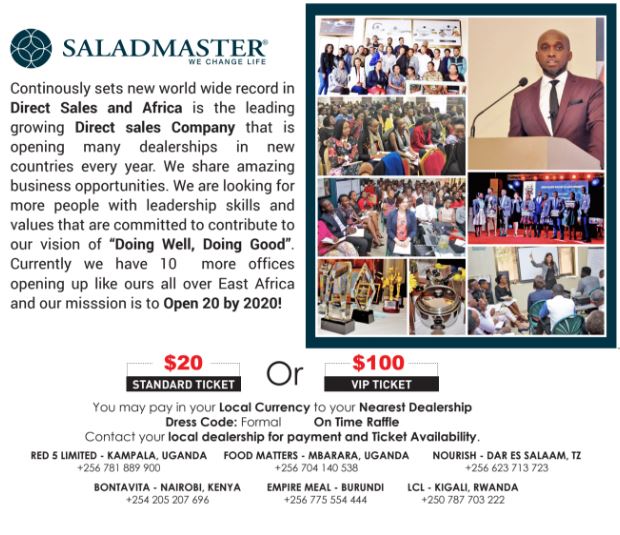 SALADMASTER®
WE CHANGE LIFE
Continously sets new world wide record in
Direct Sales and Africa is the leading
growing Direct sales Company that is
opening many dealerships in new
countries every year. We share amazing
business opportunities. We are looking for
more people with leadership skills and
values that are committed to contribute to
our vision of “Doing Well, Doing Good”.
Currently we have 10 more offices
opening up like ours all over East Africa
and our misssion is to Open 20 by 2020!
$20
STANDARD TICKET
Or
$100
VIP TICKET
You may pay in your Local Currency to your Nearest Dealership
Dress Code: Formal On Time Raffle
Contact your local dealership for payment and Ticket Availability.
RED 5 LIMITED - KAMPALA, UGANDA FOOD MATTERS - MBARARA, UGANDA NOURISH - DAR ES SALAAM, TZ
+256 781 889 900 +256 704 140 538 +256 623 713 723
BONTAVITA - NAIROBI, KENYA EMPIRE MEAL - BURUNDI LCL - KIGALI, RWANDA
+254 205 207 696 +256 775 554 444 +250 787 703 222